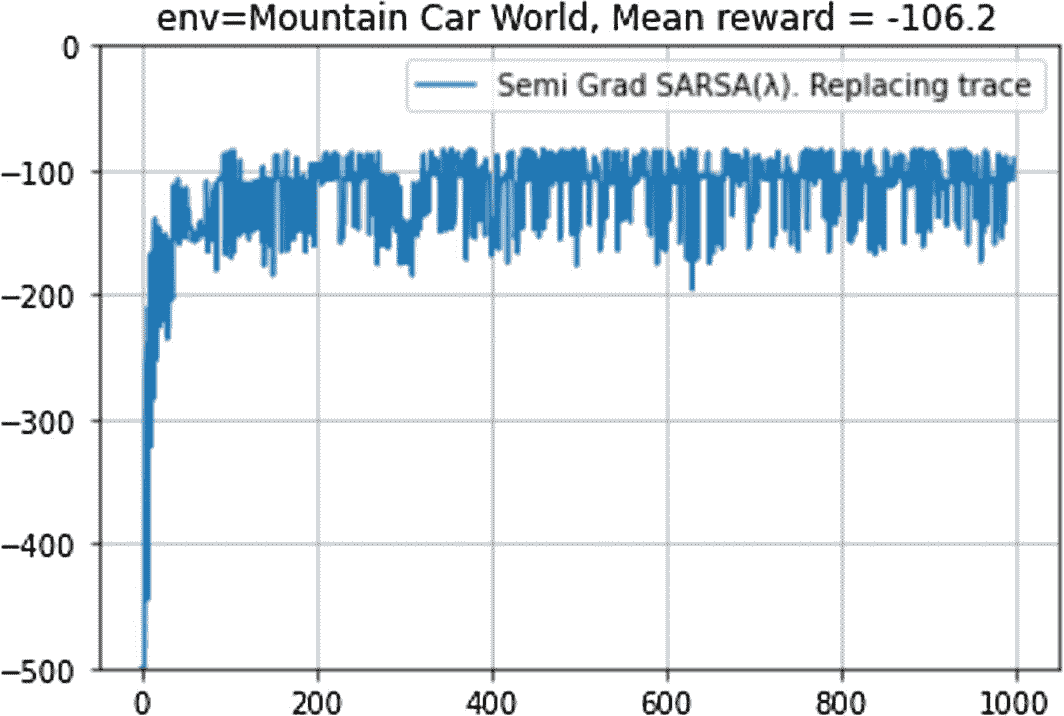 env=Mountain Car World, Mean reward = -106.2
Semi Grad SARSA(λ). Replacing trace
0
−100
−200
−300
−400
−500
0 200 400 600 800 1000